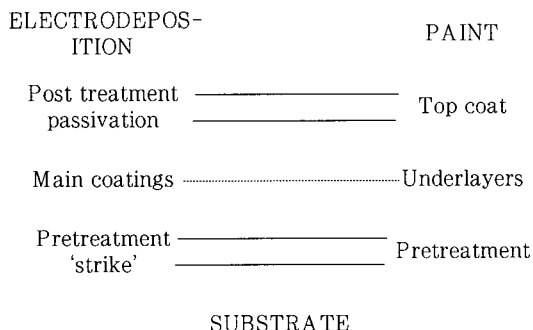 ELECTRODEPOS-
ITION
PAINT
Post treatment
passivation
Top coat
Main coatings
Underlayers
Pretreatment
'strike'
Pretreatment
SUBSTRATE